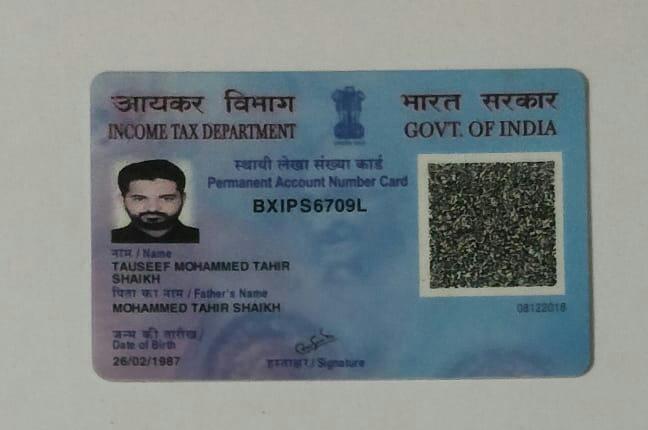 आयकर विभाग
INCOME TAX DEPARTMENT
भारत सरकार
GOVT. OF INDIA
स्थायी लेखा संख्या कार्ड
Permanent Account Number Card
BXIPS6709L
नाम / Name
TAUSEEF MOHAMMED TAHIR
SHAIKH
पिता का नाम / Father's Name
MOHAMMED TAHIR SHAIKH
08122018
जन्म की तारीख /
Date of Birth
26/02/1987
हस्ताक्षर / Signature